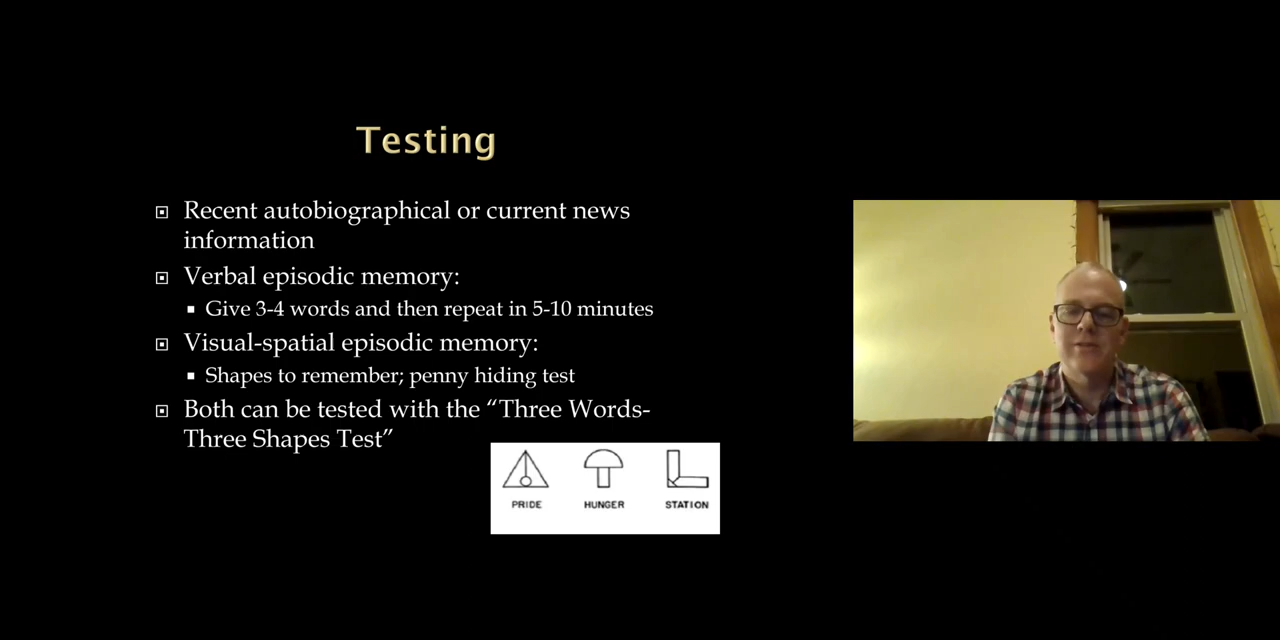 Testing
Recent autobiographical or current news
information
Verbal episodic memory:
Give 3-4 words and then repeat in 5-10 minutes
Visual-spatial episodic memory:
Shapes to remember; penny hiding test
Both can be tested with the “Three Words-
Three Shapes Test”
PRIDE HUNGER STATION